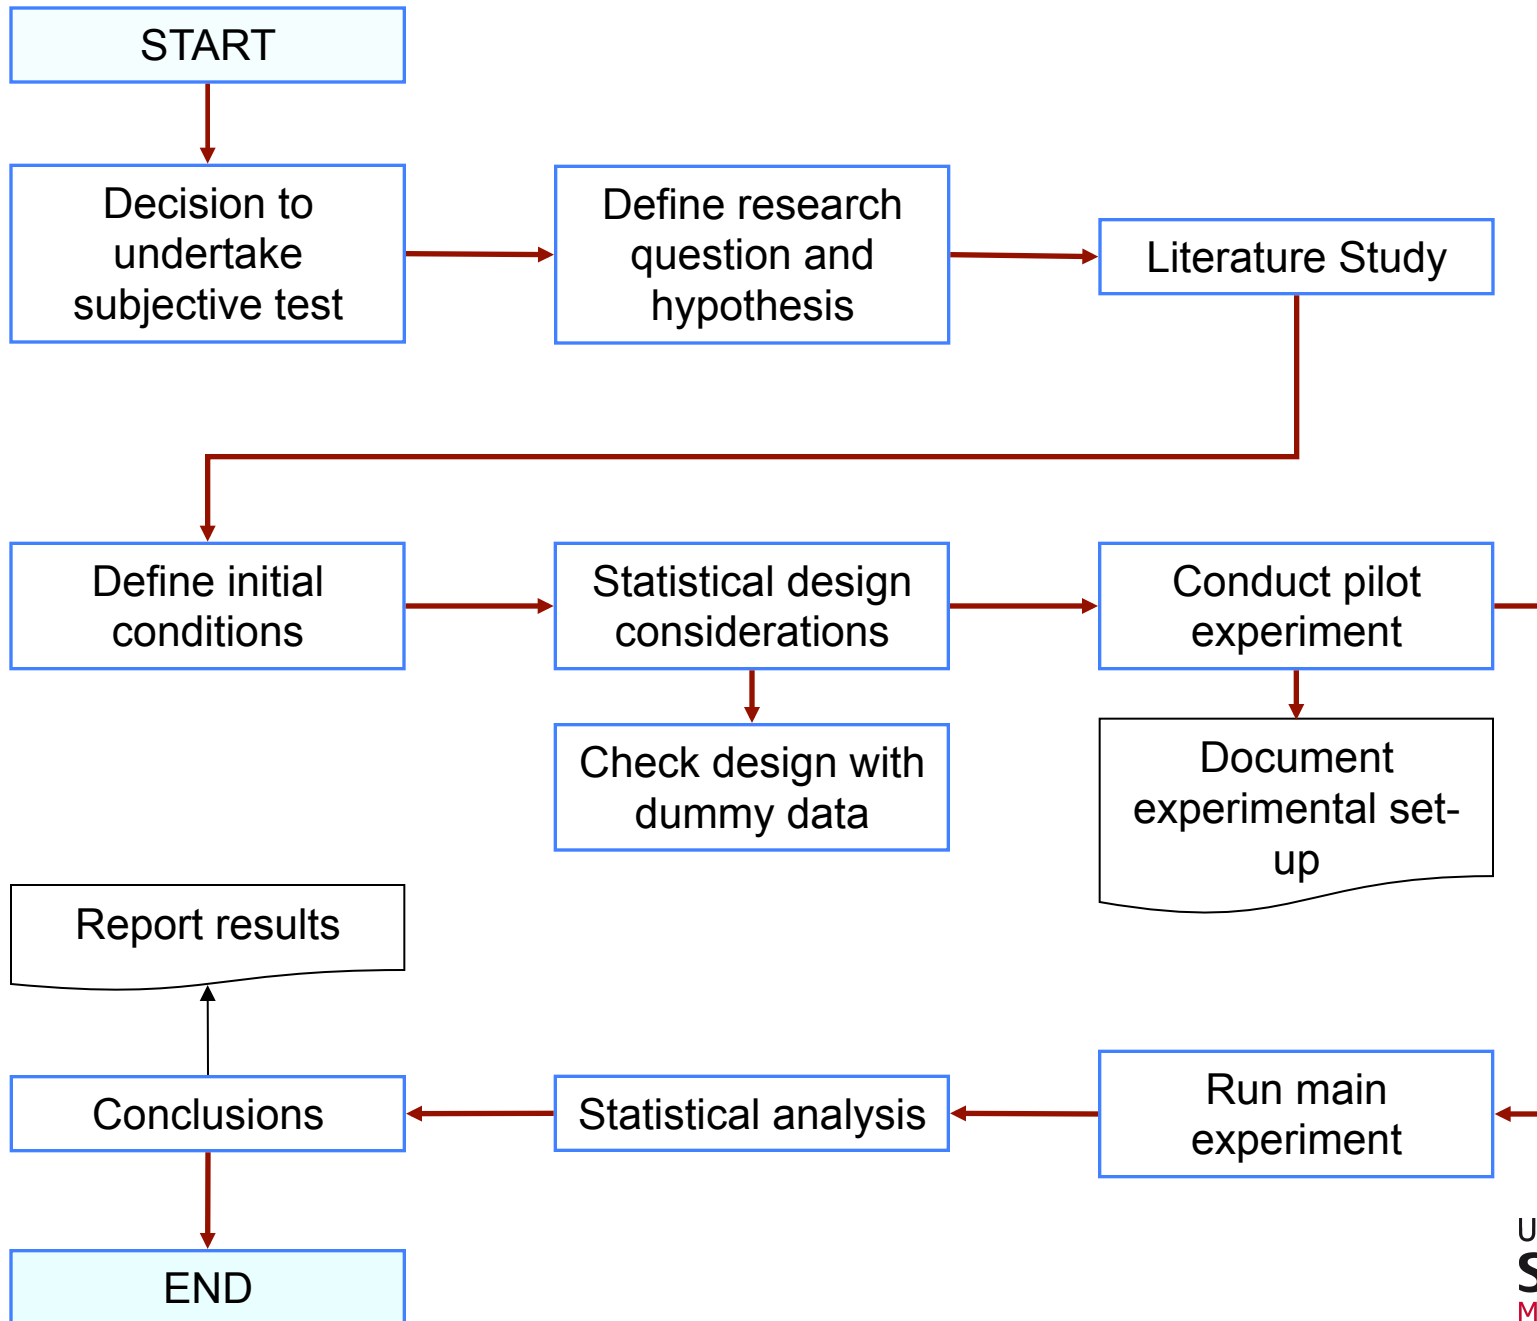 START
Decision to
undertake
subjective test
Define research
question and
hypothesis
Literature Study
Define initial
conditions
Statistical design
considerations
Conduct pilot
experiment
Check design with
dummy data
Document
experimental set-
up
Report results
Conclusions
Statistical analysis
Run main
experiment
END
U
S
M